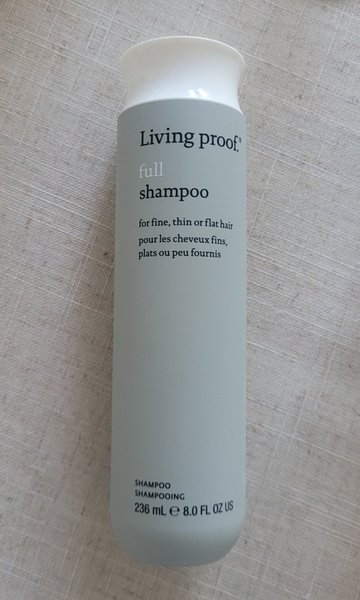 Living proof.®
full
shampoo
for fine, thin or flat hair
pour les cheveux fins,
plats ou peu fournis
SHAMPOO
SHAMPOOING
236 mL ℮ 8.0 FL OZ US